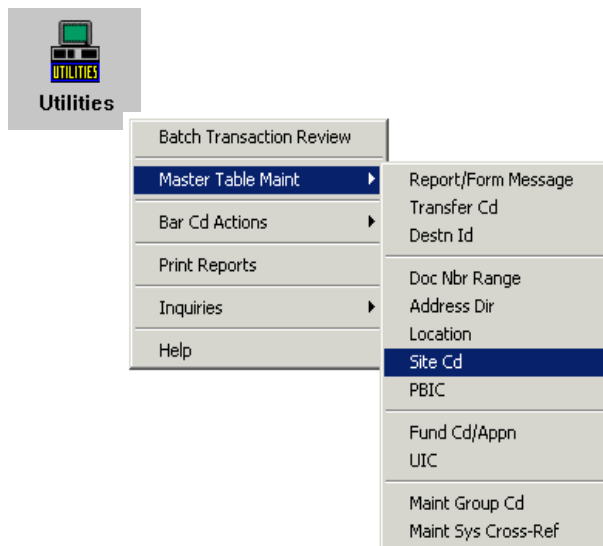 UTILITIES
Utilities
Batch Transaction Review
Master Table Maint
Bar Cd Actions
Print Reports
Inquiries
Help
Report/Form Message
Transfer Cd
Destn Id
Doc Nbr Range
Address Dir
Location
Site Cd
PBIC
Fund Cd/Appn
UIC
Maint Group Cd
Maint Sys Cross-Ref